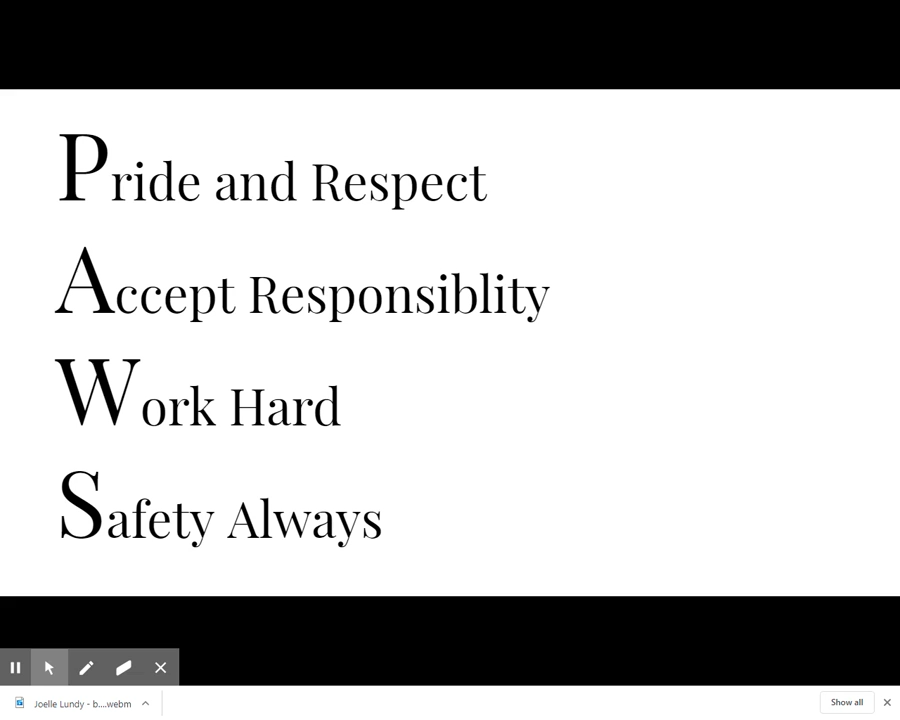 Pride and Respect
Accept Responsiblity
Work Hard
Safety Always
Joelle Lundy - b....webm
Show all